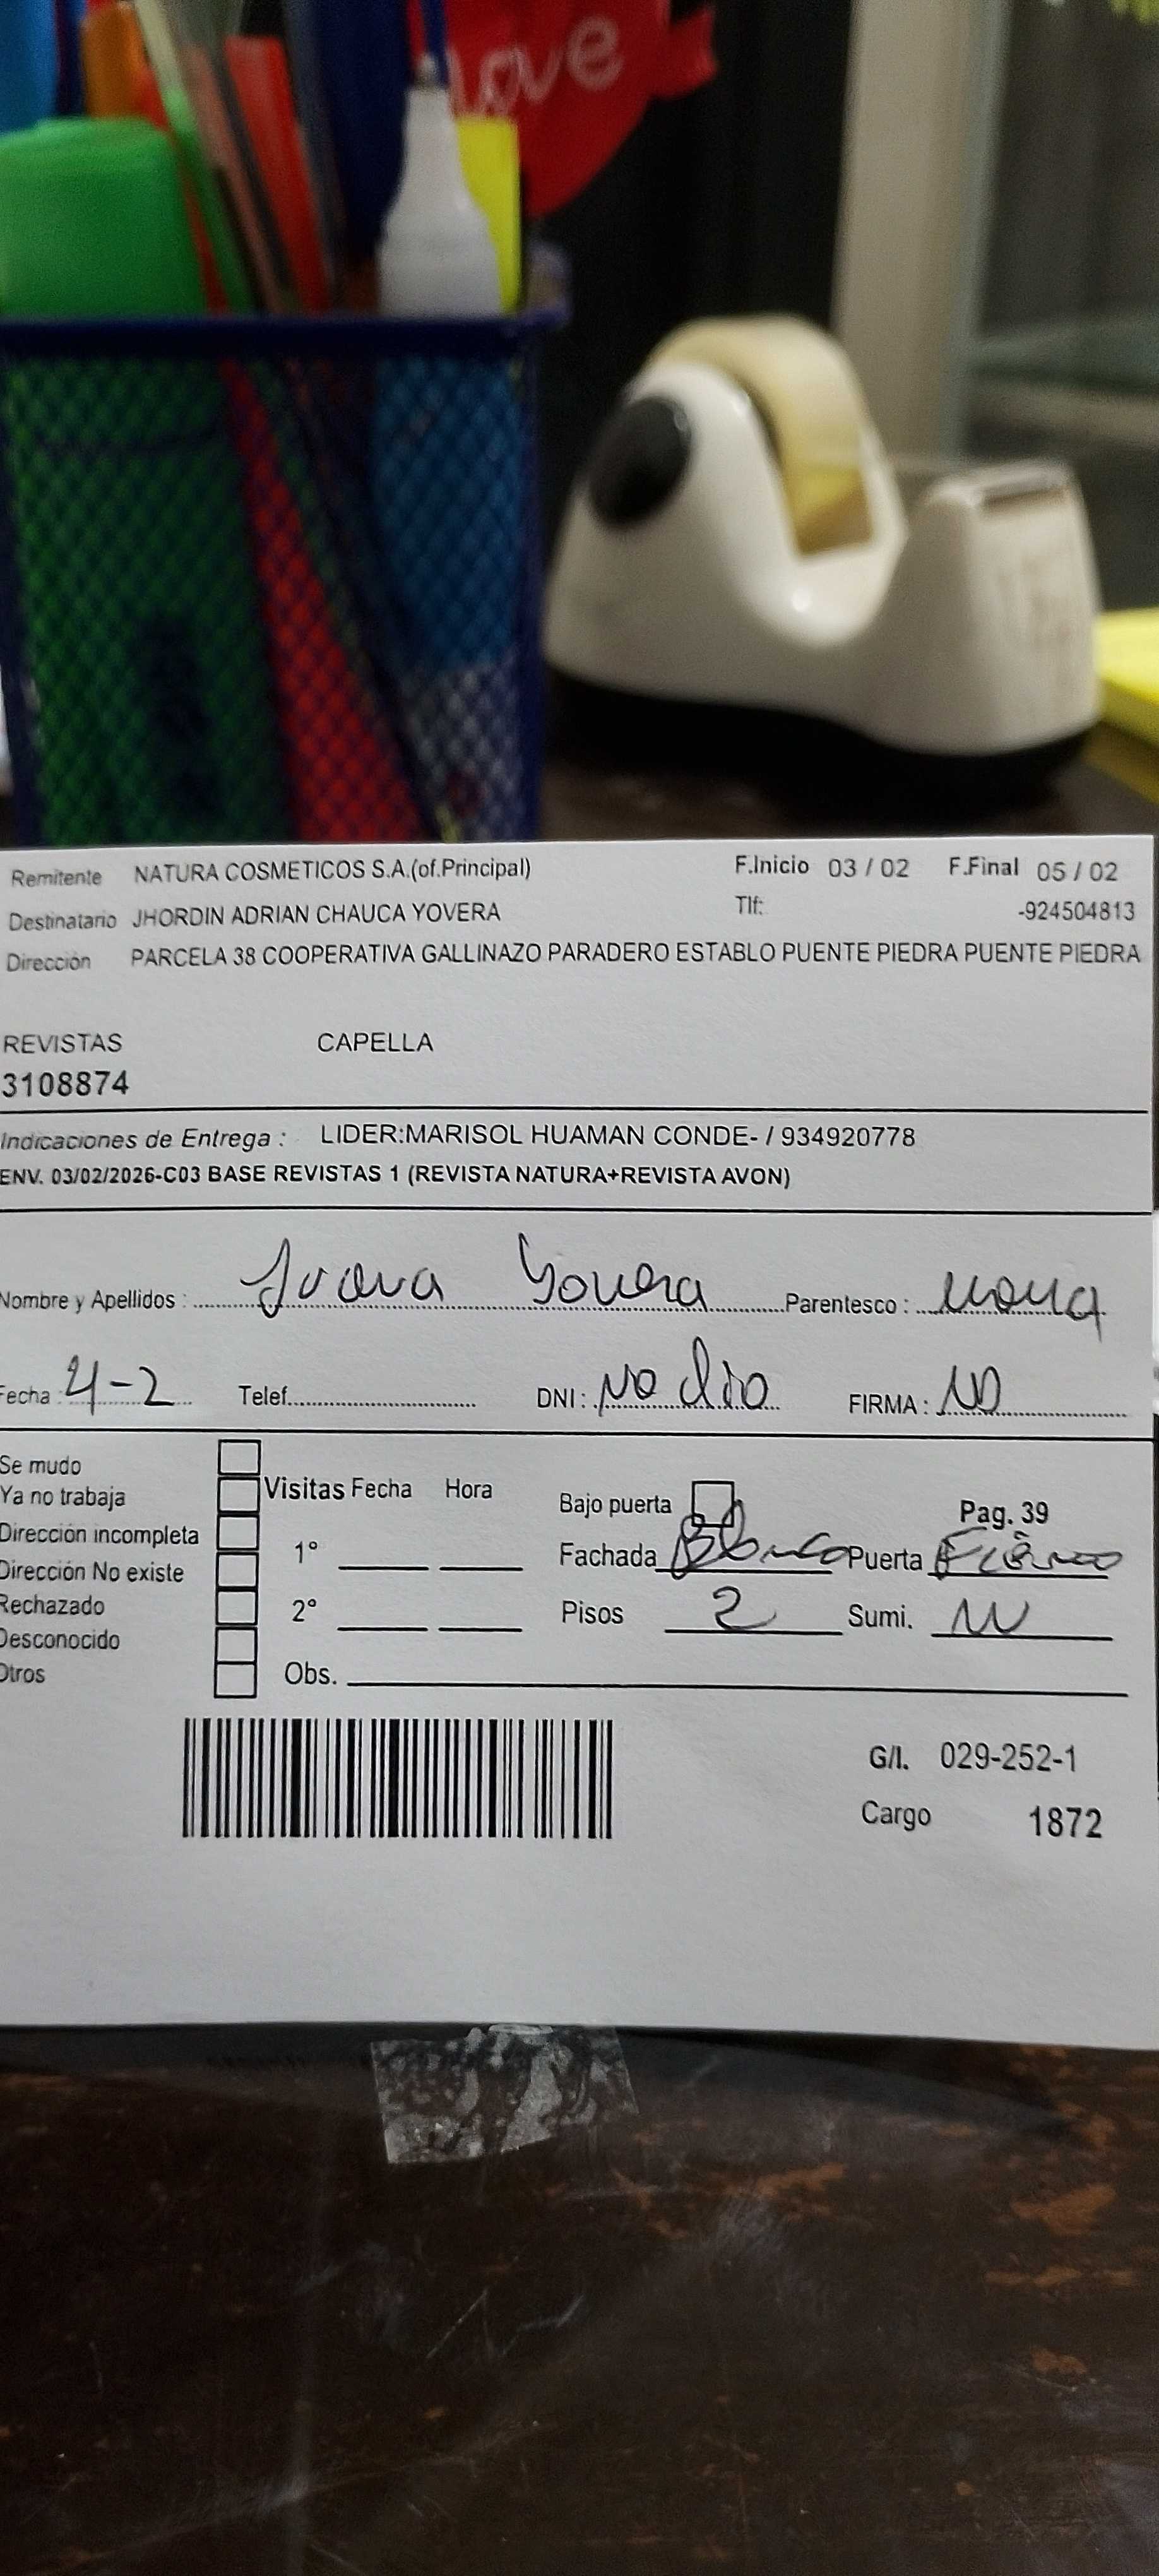 love
Remitente NATURA COSMETICOS S.A.(of.Principal) F.Inicio 03 / 02 F.Final 05 / 02
Destinatario JHORDIN ADRIAN CHAUCA YOVERA Tlf: -924504813
Dirección PARCELA 38 COOPERATIVA GALLINAZO PARADERO ESTABLO PUENTE PIEDRA PUENTE PIEDRA
REVISTAS CAPELLA
3108874
Indicaciones de Entrega : LIDER:MARISOL HUAMAN CONDE- / 934920778
ENV. 03/02/2026-C03 BASE REVISTAS 1 (REVISTA NATURA+REVISTA AVON)
Nombre y Apellidos : Yovera Parentesco :
Fecha : 4-2 Telef. DNI : No dio FIRMA : NO
Se mudo
Ya no trabaja Visitas Fecha Hora Bajo puerta Pag. 39
Dirección incompleta 1° Fachada Blanco Puerta Fierro
Dirección No existe
Rechazado 2° Pisos 2 Sumi.
Desconocido
Otros Obs.
G/I. 029-252-1
Cargo 1872